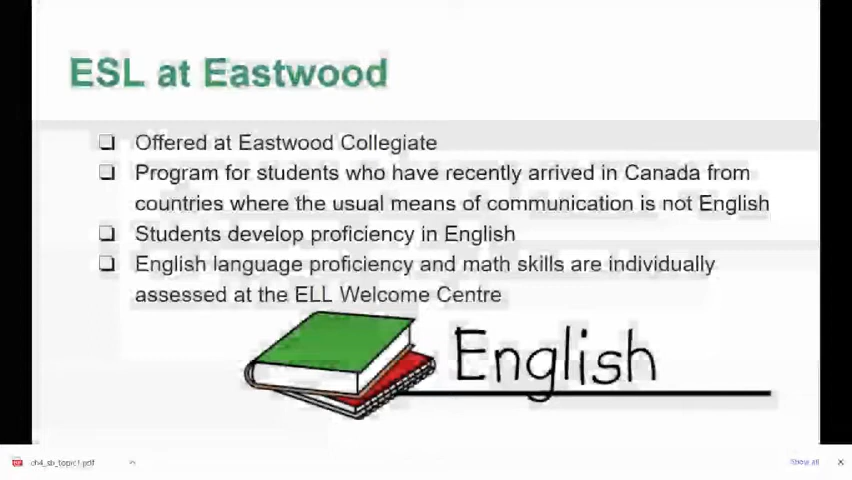 ESL at Eastwood
Offered at Eastwood Collegiate
Program for students who have recently arrived in Canada from
countries where the usual means of communication is not English
Students develop proficiency in English
English language proficiency and math skills are individually
assessed at the ELL Welcome Centre
English
ch4_sb_topic1.pdf
Show all